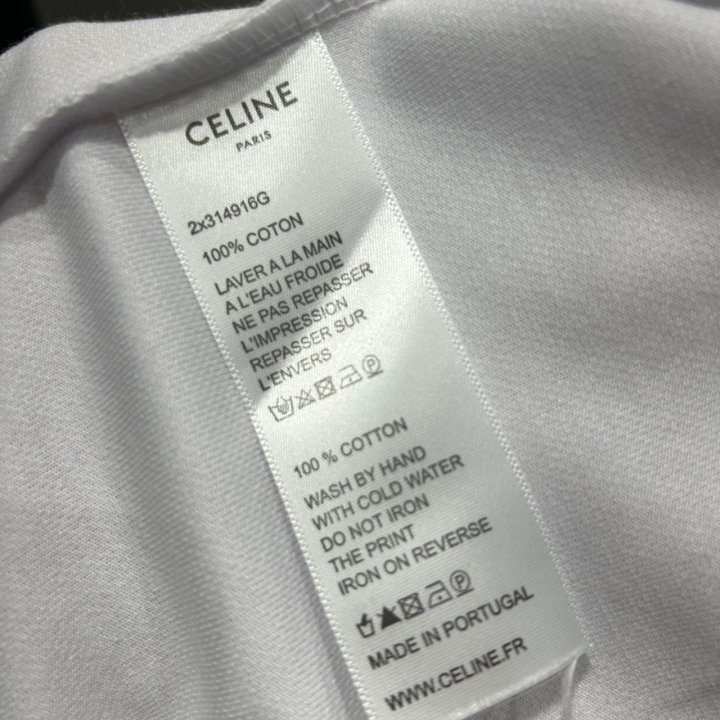 CELINE
PARIS
2x314916G
100% COTON
LAVER A LA MAIN
A L'EAU FROIDE
NE PAS REPASSER
L'IMPRESSION
REPASSER SUR
L'ENVERS
P
100 % COTTON
WASH BY HAND
WITH COLD WATER
DO NOT IRON
THE PRINT
IRON ON REVERSE
P
MADE IN PORTUGAL
WWW.CELINE.FR